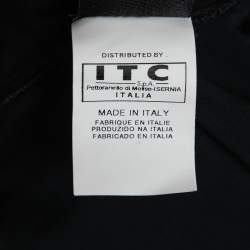 DISTRIBUTED BY
ITC
S.p.A.
Pettoranello di Molise-ISERNIA
ITALIA
MADE IN ITALY
FABRIQUE EN ITALIE
PRODUZIDO NA ITALIA
FABRICADO EN ITALIA